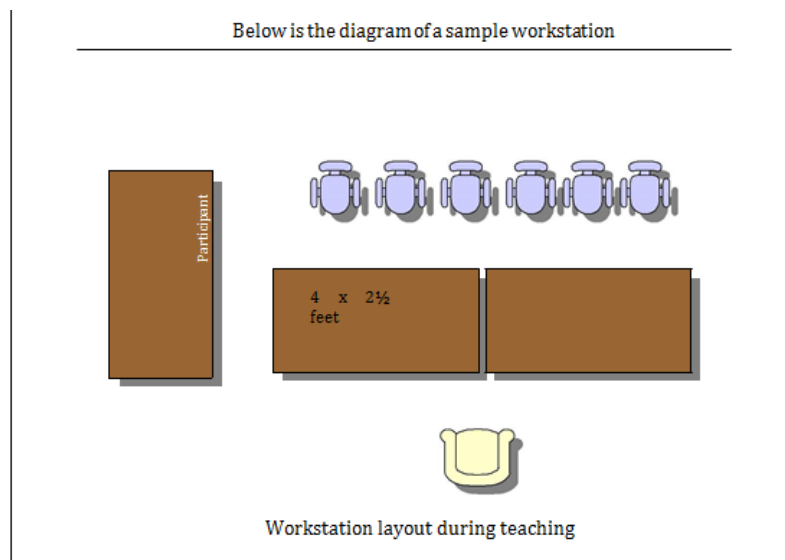 Below is the diagram of a sample workstation
Participant
4 x 2½
feet
Workstation layout during teaching